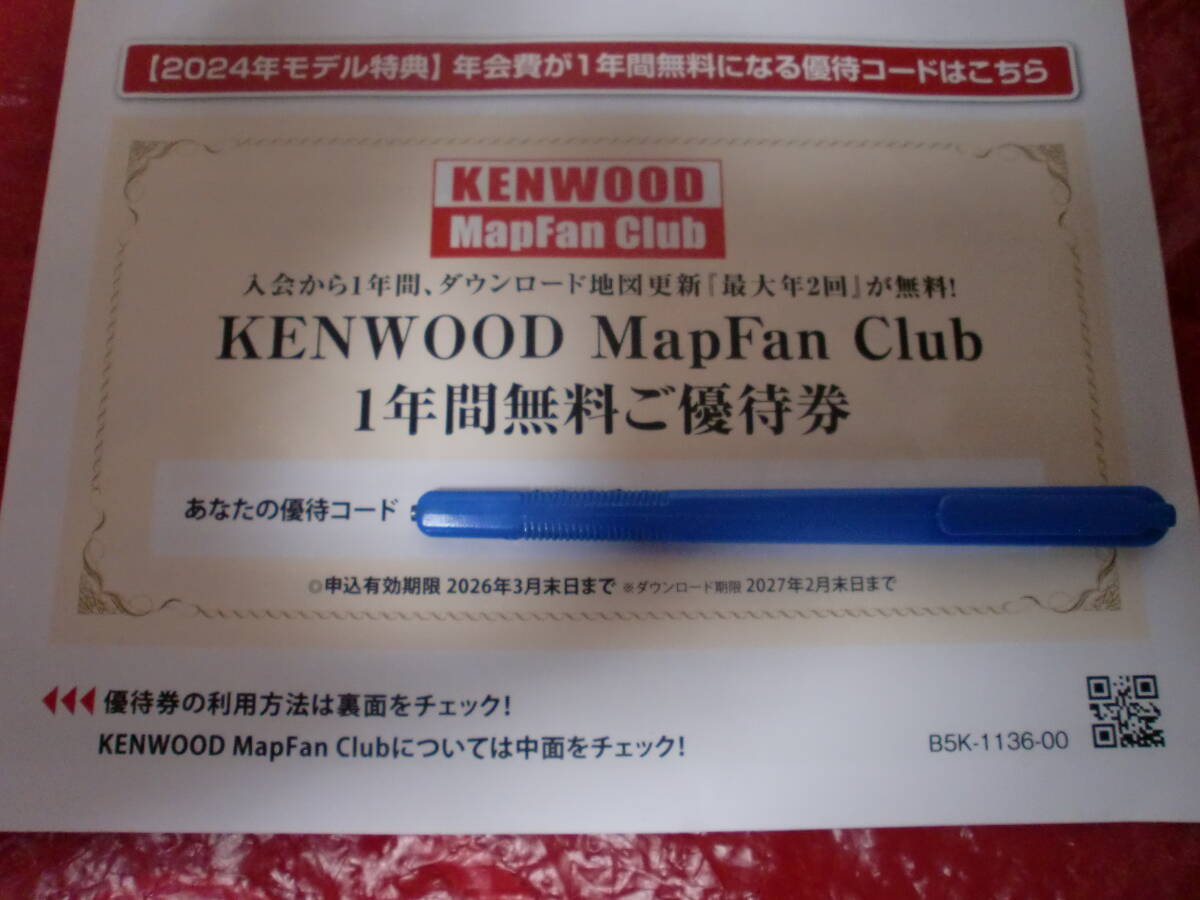 【2024年モデル特典】年会費が1年間無料になる優待コードはこちら
KENWOOD
MapFan Club
入会から1年間、ダウンロード地図更新『最大年2回』が無料!
KENWOOD MapFan Club
1年間無料ご優待券
あなたの優待コード
◎申込有効期限 2026年3月末日まで ※ダウンロード期限 2027年2月末日まで
優待券の利用方法は裏面をチェック!
KENWOOD MapFan Clubについては中面をチェック!
B5K-1136-00